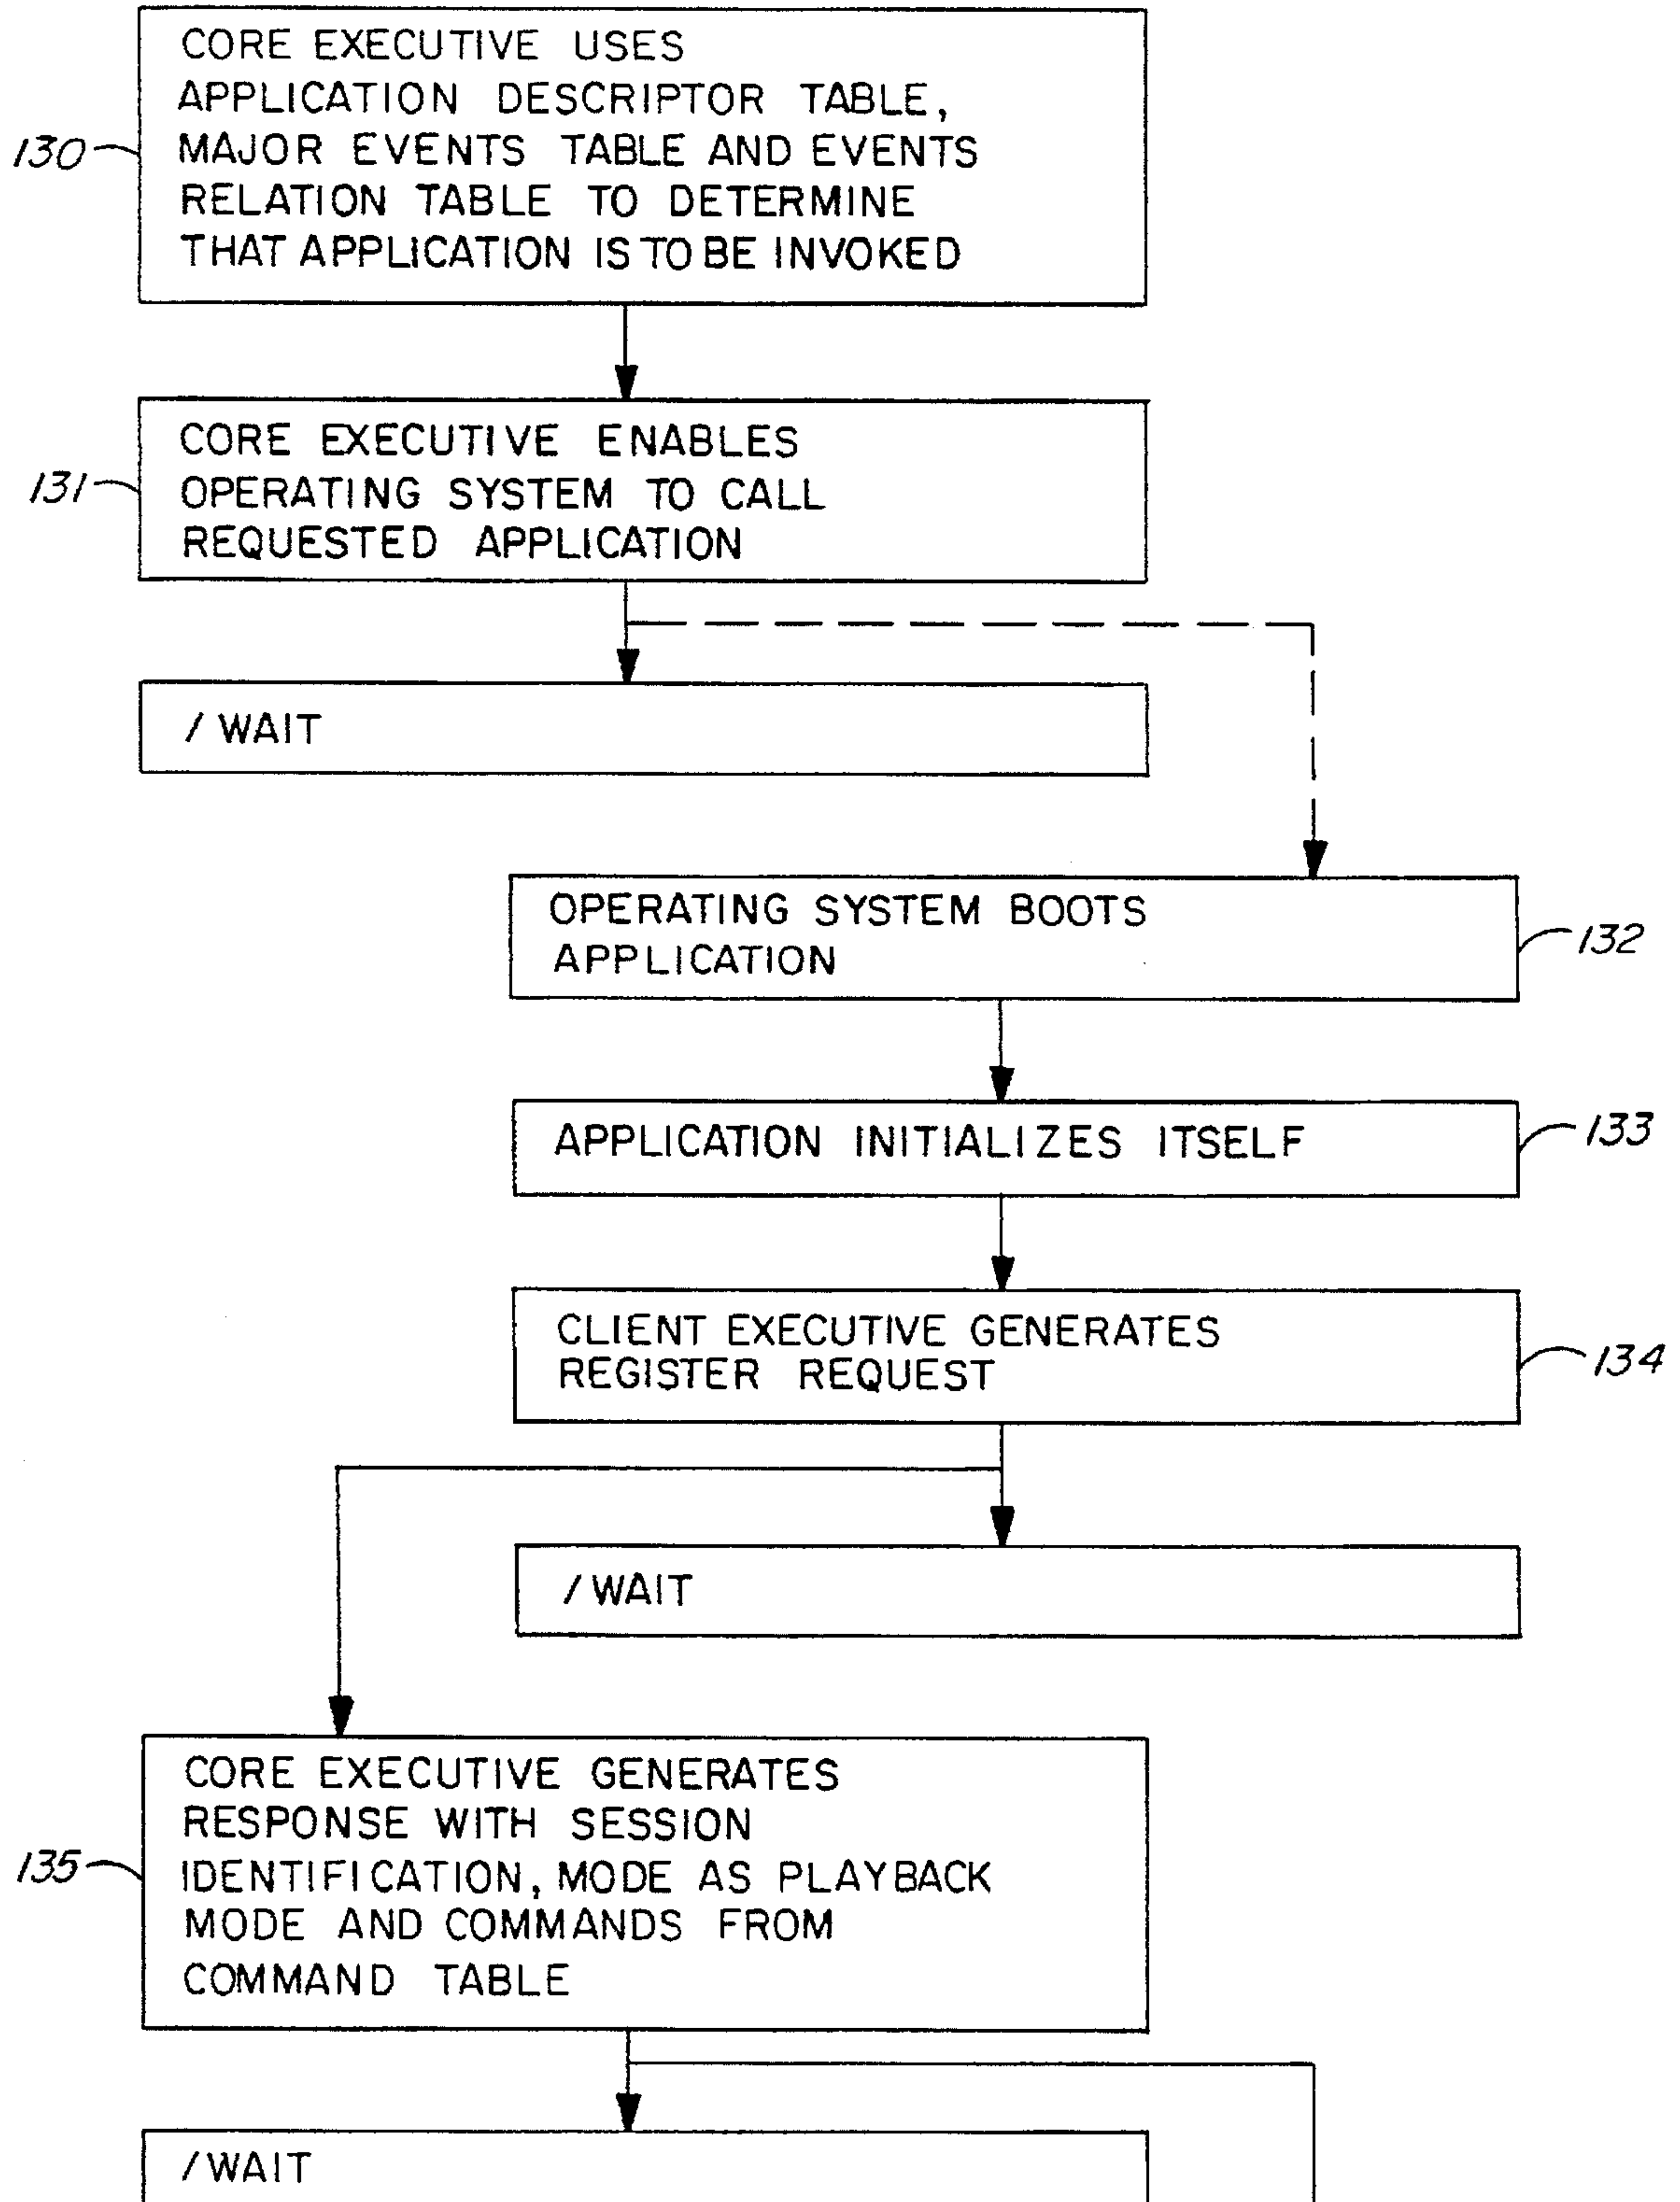 CORE EXECUTIVE USES
APPLICATION DESCRIPTOR TABLE,
MAJOR EVENTS TABLE AND EVENTS
RELATION TABLE TO DETERMINE
THAT APPLICATION IS TO BE INVOKED
130
CORE EXECUTIVE ENABLES
OPERATING SYSTEM TO CALL
REQUESTED APPLICATION
131
/ WAIT
OPERATING SYSTEM BOOTS
APPLICATION
132
APPLICATION INITIALIZES ITSELF
133
CLIENT EXECUTIVE GENERATES
REGISTER REQUEST
134
/ WAIT
CORE EXECUTIVE GENERATES
RESPONSE WITH SESSION
IDENTIFICATION, MODE AS PLAYBACK
MODE AND COMMANDS FROM
COMMAND TABLE
135
/ WAIT